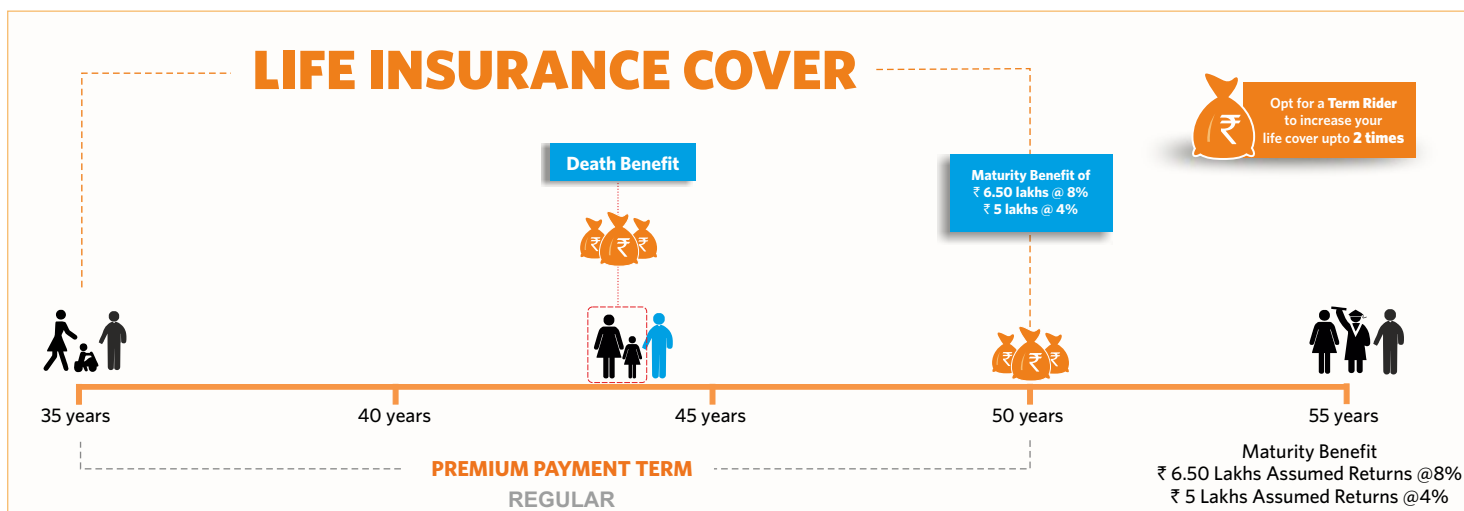 LIFE INSURANCE COVER
Opt for a Term Rider
to increase your
life cover upto 2 times
Death Benefit
Maturity Benefit of
₹ 6.50 lakhs @ 8%
₹ 5 lakhs @ 4%
₹
₹ ₹ ₹
₹ ₹ ₹
35 years
40 years
45 years
50 years
55 years
PREMIUM PAYMENT TERM
REGULAR
Maturity Benefit
₹ 6.50 Lakhs Assumed Returns @8%
₹ 5 Lakhs Assumed Returns @4%